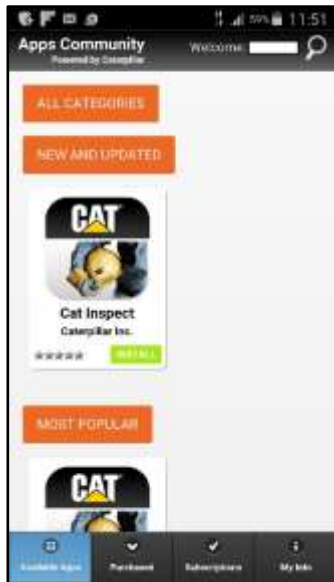 59% 11:51
Apps Community
Powered by Caterpillar
Welcome:
ALL CATEGORIES
NEW AND UPDATED
CAT
Cat Inspect
Caterpillar Inc.
INSTALL
MOST POPULAR
CAT
Available Apps
Purchased
Subscriptions
My Info